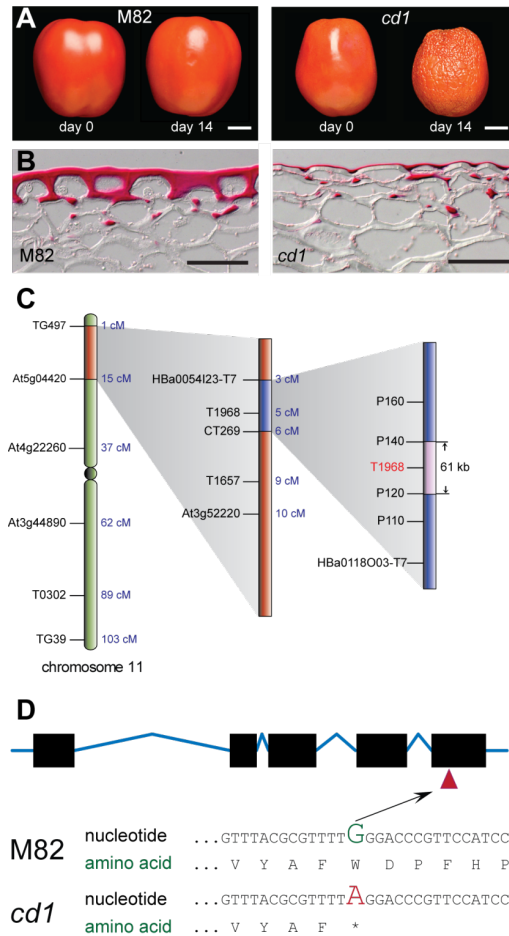 A
M82
cd1
day 0
day 14
day 0
day 14
B
M82
cd1
C
TG497
1 cM
At5g04420
15 cM
At4g22260
37 cM
At3g44890
62 cM
T0302
89 cM
TG39
103 cM
chromosome 11
HBa0054I23-T7
3 cM
T1968
5 cM
CT269
6 cM
T1657
9 cM
At3g52220
10 cM
P160
P140
T1968
61 kb
P120
P110
HBa0118O03-T7
D
M82
nucleotide ...GTTTACGCGTTTTGGGACCCGTTCCATCC
amino acid ... V Y A F W D P F H P
cd1
nucleotide ...GTTTACGCGTTTTAGGACCCGTTCCATCC
amino acid ... V Y A F *